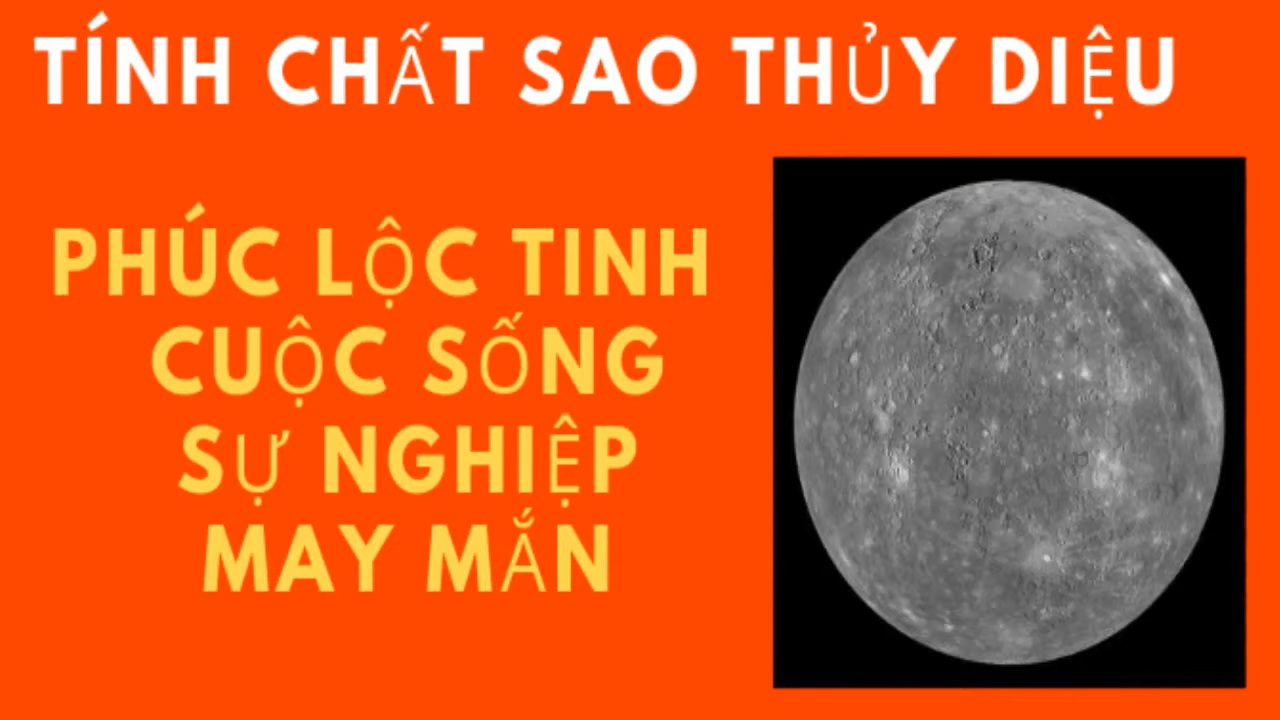 TÍNH CHẤT SAO THỦY DIỆU
PHÚC LỘC TINH
CUỘC SỐNG
SỰ NGHIỆP
MAY MẮN